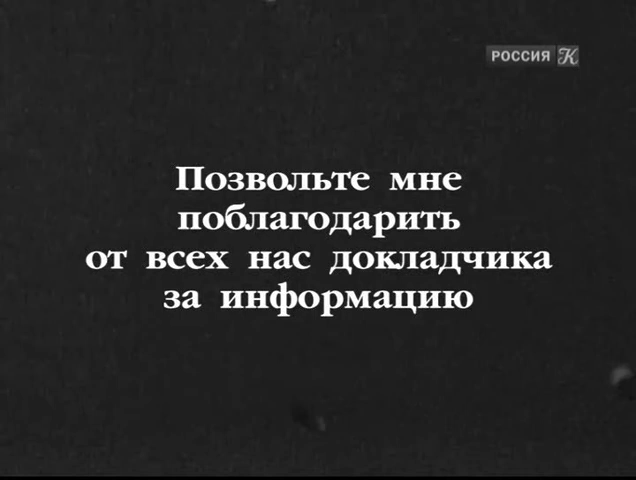 РОССИЯ К
Позвольте мне
поблагодарить
от всех нас докладчика
за информацию